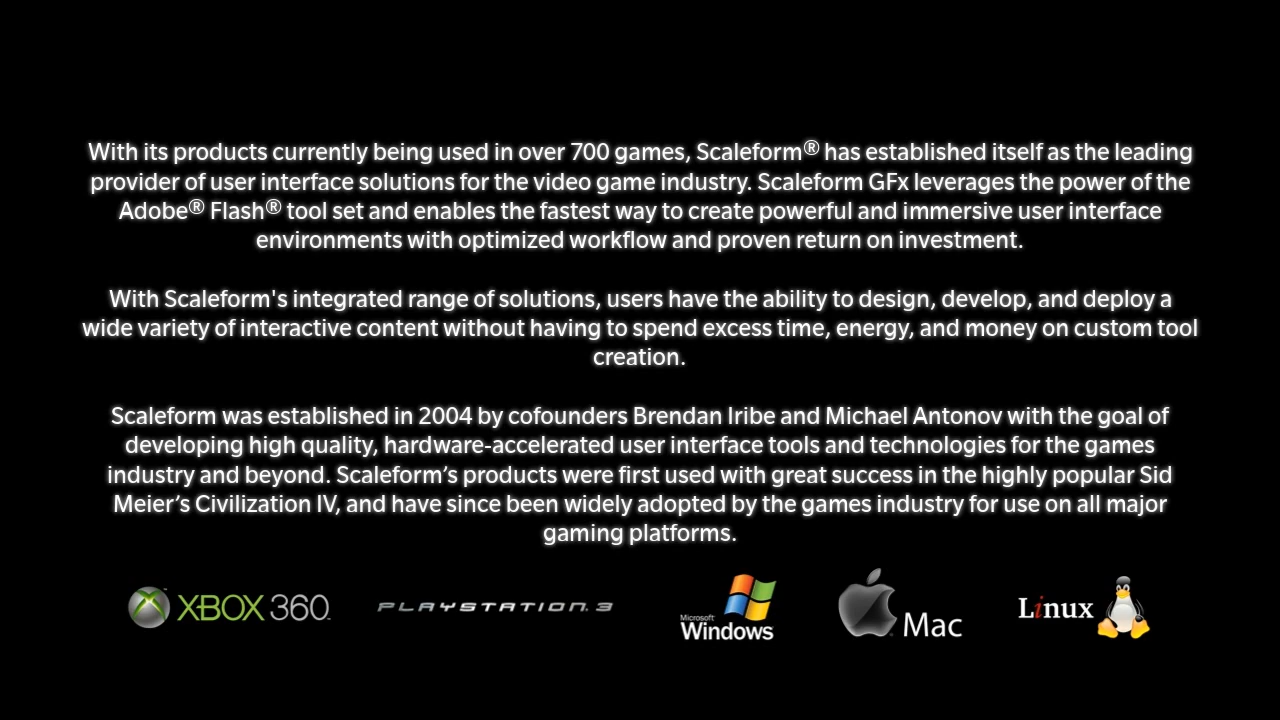 With its products currently being used in over 700 games, Scaleform® has established itself as the leading
provider of user interface solutions for the video game industry. Scaleform GFx leverages the power of the
Adobe® Flash® tool set and enables the fastest way to create powerful and immersive user interface
environments with optimized workflow and proven return on investment.
With Scaleform's integrated range of solutions, users have the ability to design, develop, and deploy a
wide variety of interactive content without having to spend excess time, energy, and money on custom tool
creation.
Scaleform was established in 2004 by cofounders Brendan Iribe and Michael Antonov with the goal of
developing high quality, hardware-accelerated user interface tools and technologies for the games
industry and beyond. Scaleform’s products were first used with great success in the highly popular Sid
Meier’s Civilization IV, and have since been widely adopted by the games industry for use on all major
gaming platforms.
XBOX 360
PLAYSTATION 3
Microsoft
Windows
Mac
Linux